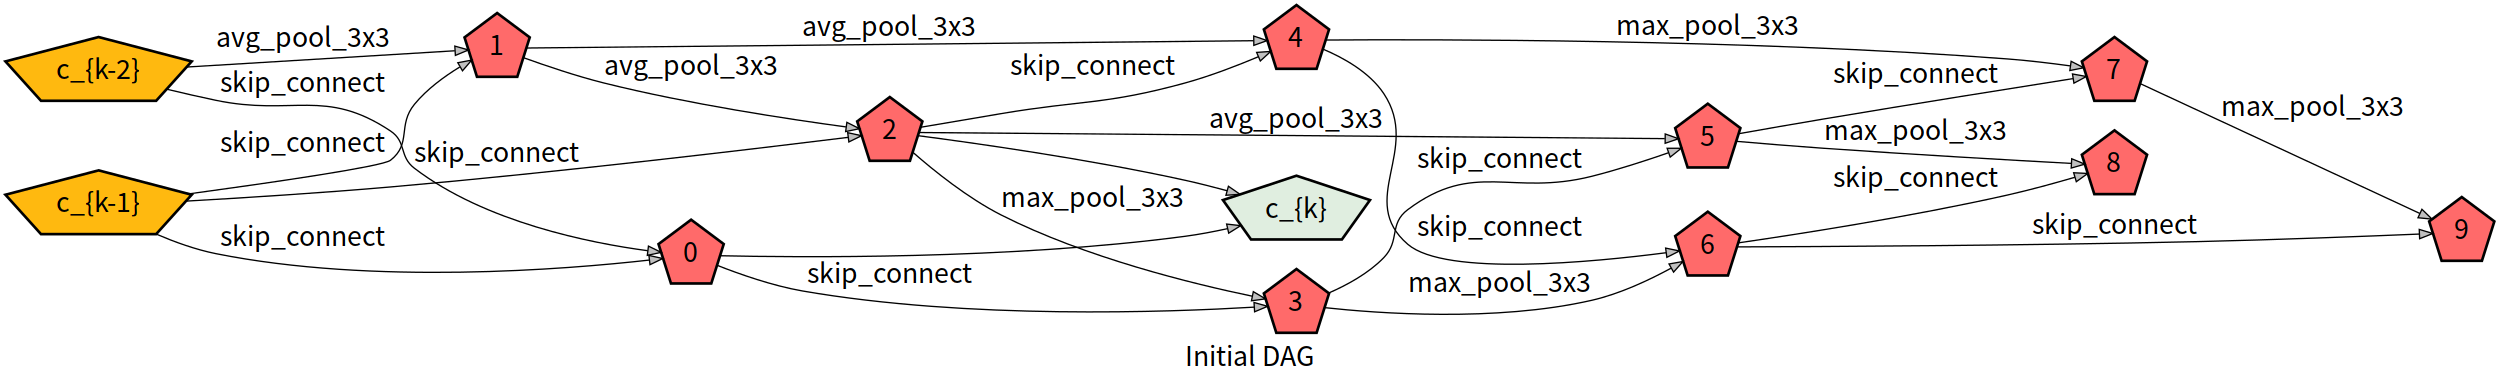 avg_pool_3x3
c_{k-2}
skip_connect
skip_connect
c_{k-1}
skip_connect
1
avg_pool_3x3
avg_pool_3x3
skip_connect
2
0
skip_connect
skip_connect
avg_pool_3x3
max_pool_3x3
4
c_{k}
3
max_pool_3x3
skip_connect
skip_connect
max_pool_3x3
5
6
skip_connect
max_pool_3x3
skip_connect
skip_connect
7
8
max_pool_3x3
9
Initial DAG